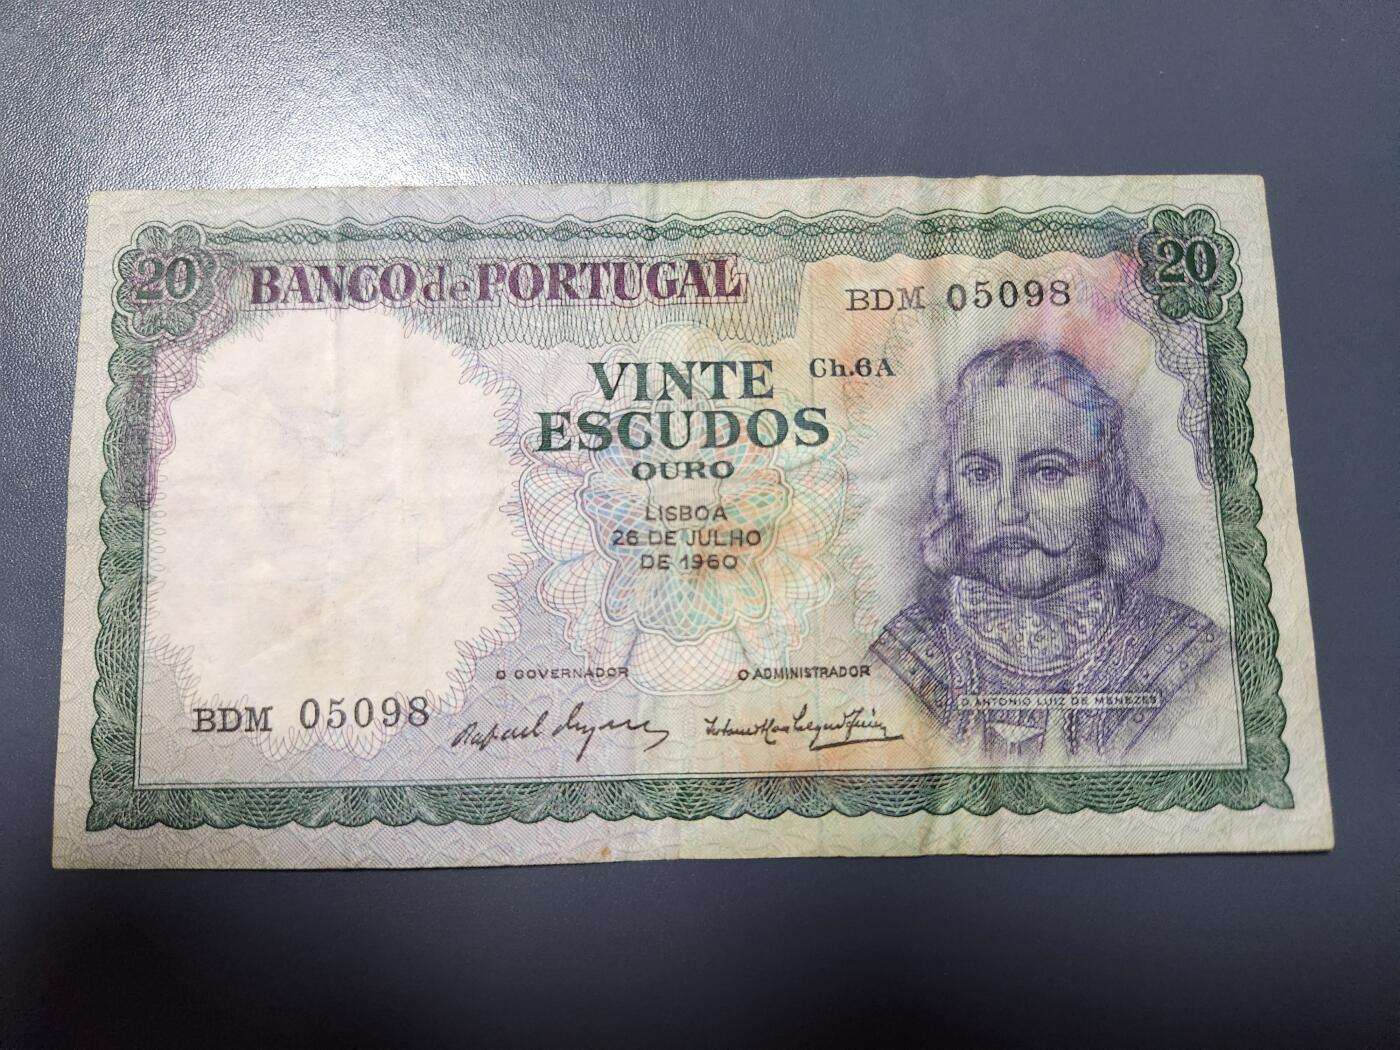 20
20
BANCO de PORTUGAL
BDM 05098
VINTE
Ch.6A
ESCUDOS
OURO
LISBOA
26 DE JULHO
DE 1960
O GOVERNADOR
O ADMINISTRADOR
D. ANTONIO LUIZ DE MENEZES
BDM 05098
Rafael